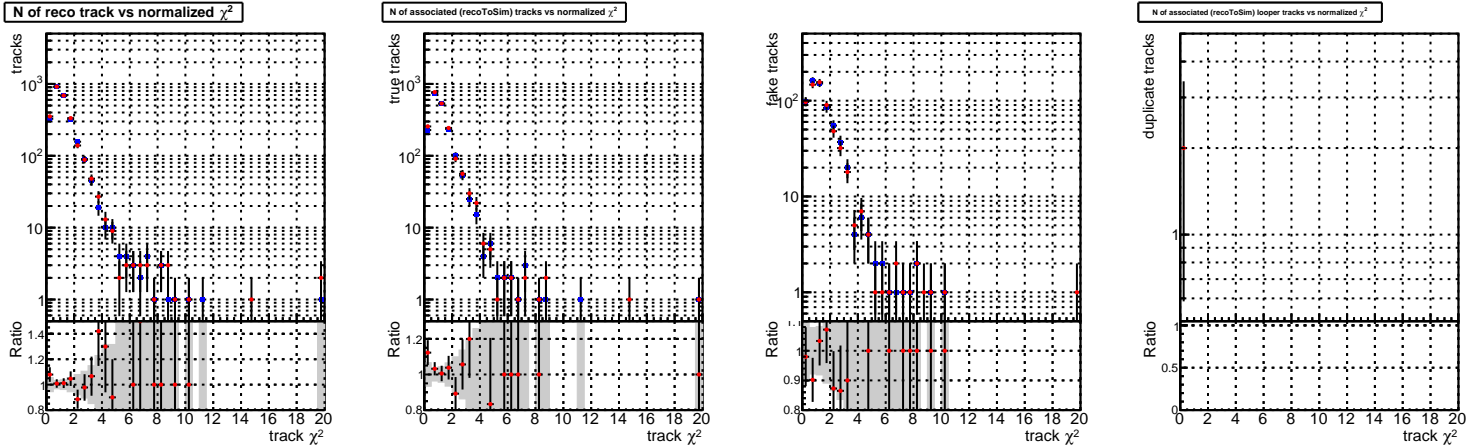 N of reco track vs normalized χ²
tracks
10³
10²
10
1
Ratio
1.4
1.2
1
0.8
0 2 4 6 8 10 12 14 16 18 20
track χ²
N of associated (recoToSim) tracks vs normalized χ²
true tracks
10³
10²
10
1
Ratio
1.2
1
0.8
0 2 4 6 8 10 12 14 16 18 20
track χ²
fake tracks
10²
10
1
Ratio
1.1
1
0.9
0.8
0 2 4 6 8 10 12 14 16 18 20
track χ²
N of associated (recoToSim) looper tracks vs normalized χ²
duplicate tracks
1
Ratio
1
0.5
0
0 2 4 6 8 10 12 14 16 18 20
track χ²